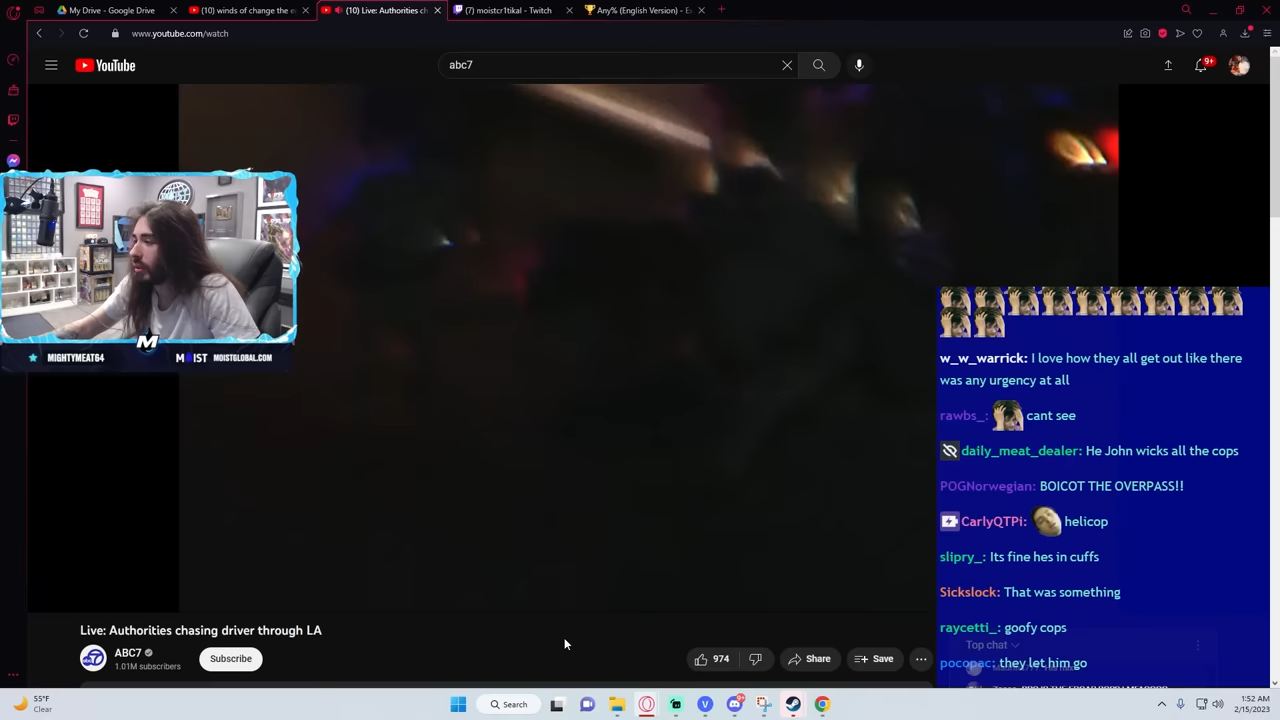 My Drive - Google Drive
(10) winds of change the e
(10) Live: Authorities ch
(7) moistcr1tikal - Twitch
Any% (English Version) - Es
www.youtube.com/watch
YouTube
abc7
9+
MIGHTYMEAT64
M
MOIST
MOISTGLOBAL.COM
w_w_warrick: I love how they all get out like there
was any urgency at all
rawbs_: cant see
daily_meat_dealer: He John wicks all the cops
POGNorwegian: BOICOT THE OVERPASS!!
CarlyQTPi: helicop
slipry_: Its fine hes in cuffs
Sickslock: That was something
raycetti_: goofy cops
Top chat
pocopac: they let him go
Live: Authorities chasing driver through LA
ABC7
1.01M subscribers
Subscribe
974
Share
Save
55°F
Clear
Search
1:52 AM
2/15/2023